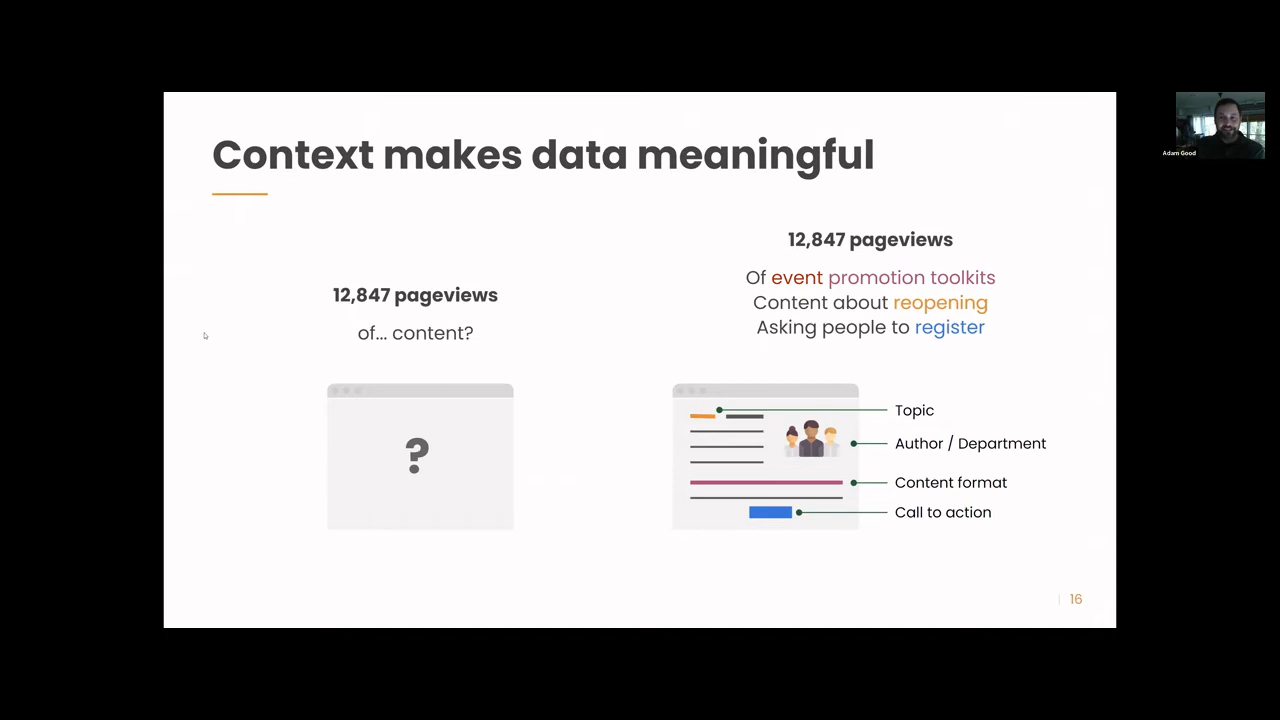 Context makes data meaningful
12,847 pageviews
of... content?
?
12,847 pageviews
Of event promotion toolkits
Content about reopening
Asking people to register
Topic
Author / Department
Content format
Call to action
16
Adam Good